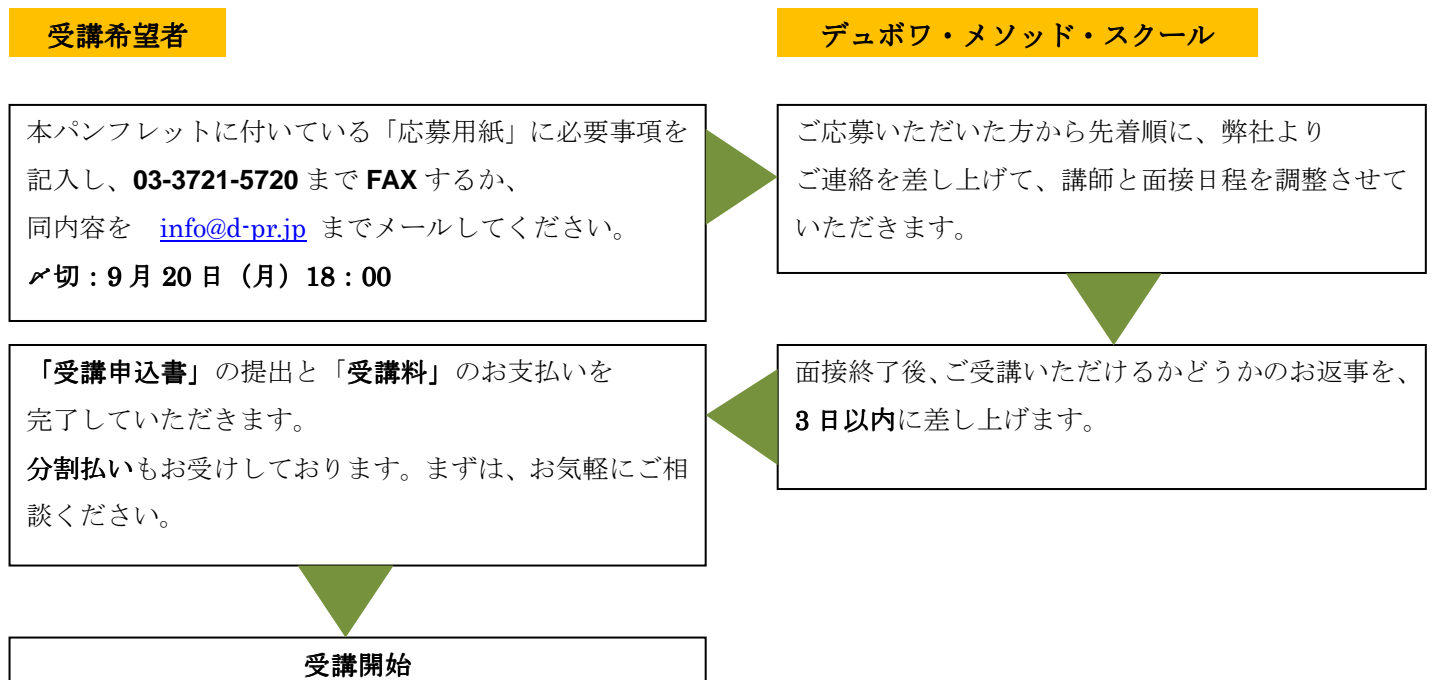 受講希望者
デュボワ・メソッド・スクール
本パンフレットに付いている「応募用紙」に必要事項を
記入し、03-3721-5720 まで FAX するか、
同内容を　info@d-pr.jp までメールしてください。
〆切：9 月 20 日（月）18：00
ご応募いただいた方から先着順に、弊社より
ご連絡を差し上げて、講師と面接日程を調整させて
いただきます。
面接終了後、ご受講いただけるかどうかのお返事を、
3 日以内に差し上げます。
「受講申込書」の提出と「受講料」のお支払いを
完了していただきます。
分割払いもお受けしております。まずは、お気軽にご相
談ください。
受講開始